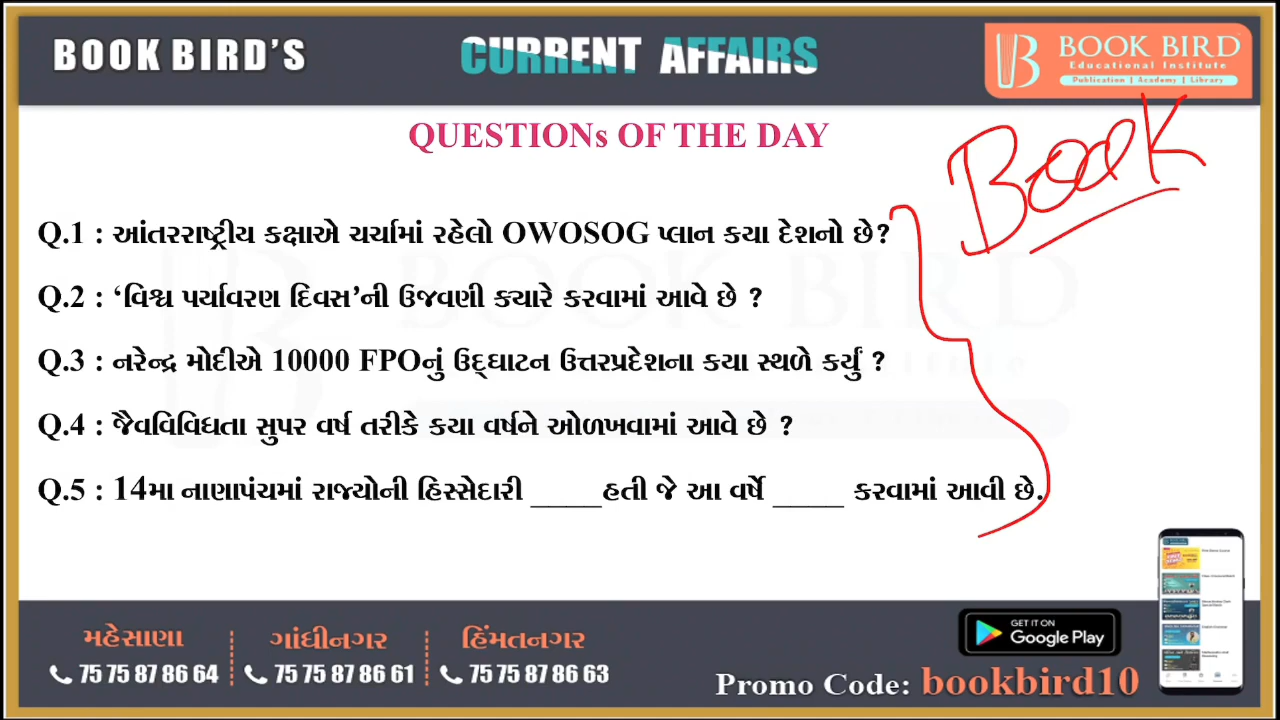 BOOK BIRD'S
CURRENT AFFAIRS
BOOK BIRD
Educational Institute
Publication | Academy | Library
QUESTIONs OF THE DAY
Book
Q.1 : આંતરરાષ્ટ્રીય કક્ષાએ ચર્ચામાં રહેલો OWOSOG પ્લાન કયા દેશનો છે?
Q.2 : 'વિશ્વ પર્યાવરણ દિવસ'ની ઉજવણી ક્યારે કરવામાં આવે છે ?
Q.3 : નરેન્દ્ર મોદીએ 10000 FPOનું ઉદ્‌ઘાટન ઉત્તરપ્રદેશના કયા સ્થળે કર્યું ?
Q.4 : જૈવવિવિધતા સુપર વર્ષ તરીકે કયા વર્ષને ઓળખવામાં આવે છે ?
Q.5 : 14મા નાણાપંચમાં રાજ્યોની હિસ્સેદારી ____હતી જે આ વર્ષે ____ કરવામાં આવી છે.
મહેસાણા
75 75 87 86 64
ગાંધીનગર
75 75 87 86 61
હિંમતનગર
75 75 87 86 63
GET IT ON
Google Play
Promo Code: bookbird10